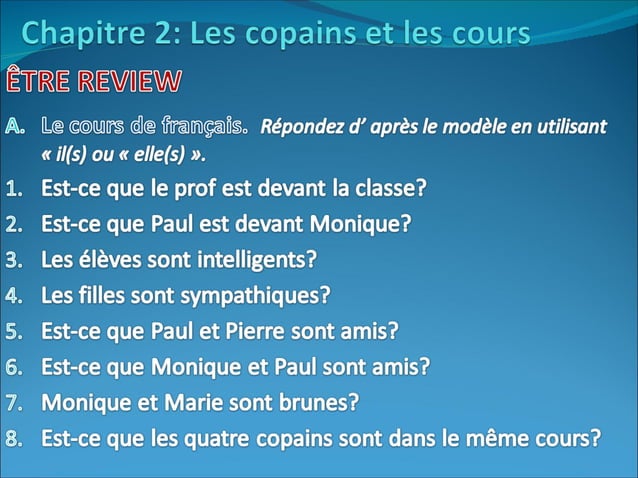 Chapitre 2: Les copains et les cours
ÊTRE REVIEW
A. Le cours de français. Répondez d’ après le modèle en utilisant
« il(s) ou « elle(s) ».
1. Est-ce que le prof est devant la classe?
2. Est-ce que Paul est devant Monique?
3. Les élèves sont intelligents?
4. Les filles sont sympathiques?
5. Est-ce que Paul et Pierre sont amis?
6. Est-ce que Monique et Paul sont amis?
7. Monique et Marie sont brunes?
8. Est-ce que les quatre copains sont dans le même cours?